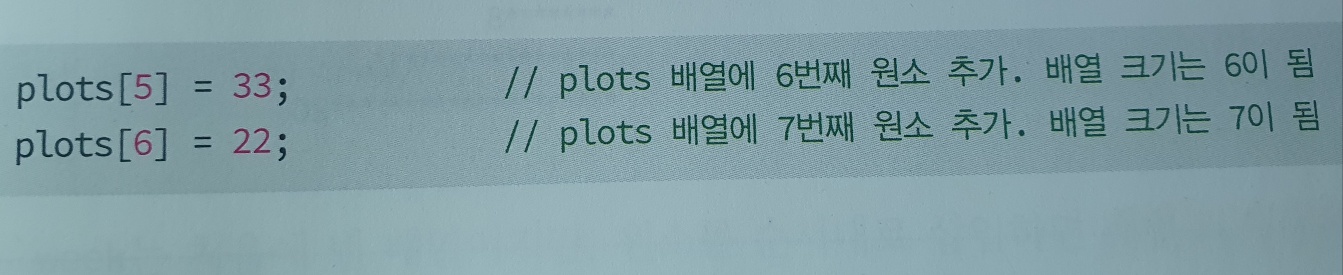 plots[5] = 33; // plots 배열에 6번째 원소 추가. 배열 크기는 6이 됨
plots[6] = 22; // plots 배열에 7번째 원소 추가. 배열 크기는 7이 됨